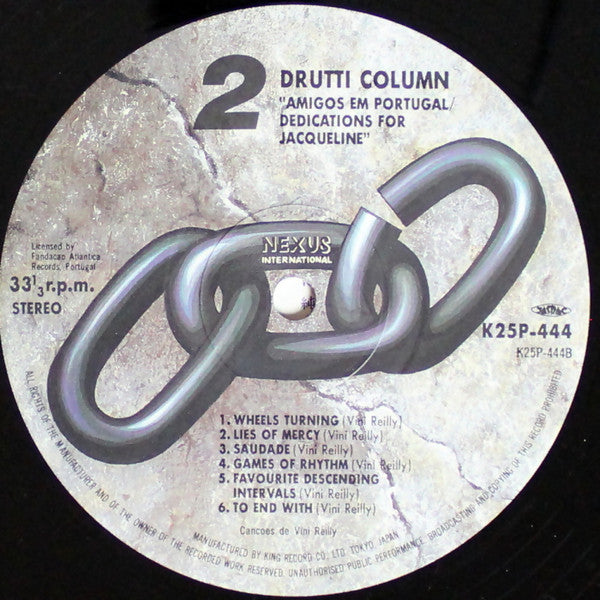 2
DRUTTI COLUMN
"AMIGOS EM PORTUGAL/
DEDICATIONS FOR
JACQUELINE"
NEXUS
INTERNATIONAL
Licensed by
Fundacao Atlantica
Records, Portugal
33 1/3 r.p.m.
STEREO
JASRAC
K25P-444
K25P-444B
1. WHEELS TURNING (Vini Reilly)
2. LIES OF MERCY (Vini Reilly)
3. SAUDADE (Vini Reilly)
4. GAMES OF RHYTHM (Vini Reilly)
5. FAVOURITE DESCENDING
INTERVALS (Vini Reilly)
6. TO END WITH (Vini Reilly)
Cancoes de Vini Reilly
MANUFACTURED BY KING RECORD CO., LTD. TOKYO, JAPAN
ALL RIGHTS OF THE MANUFACTURER AND OF THE OWNER OF THE RECORDED WORK RESERVED. UNAUTHORISED PUBLIC PERFORMANCE, BROADCASTING AND COPYING OF THIS RECORD PROHIBITED.